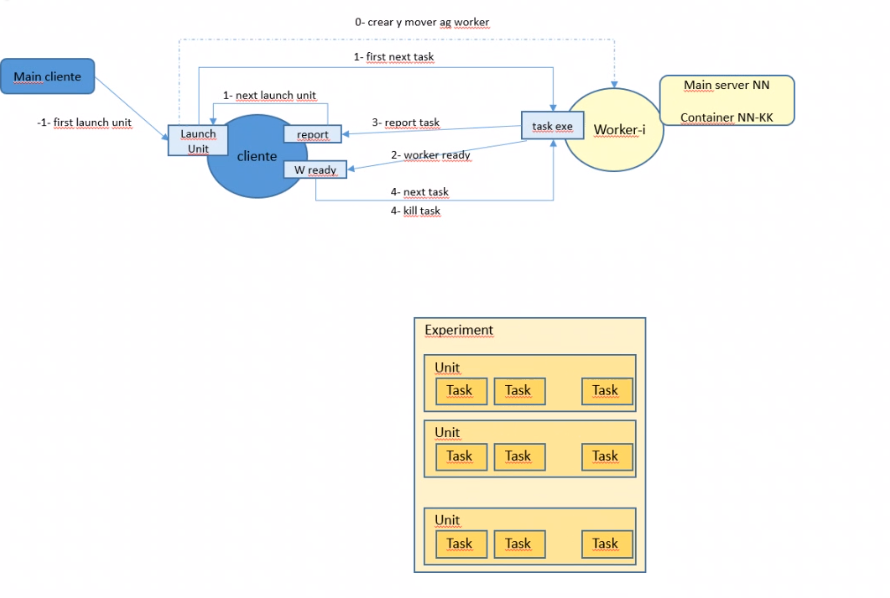 0- crear y mover ag worker
1- first next task
Main cliente
Main server NN
1- next launch unit
Container NN-KK
-1- first launch unit
3- report task
Launch
Unit
report
task exe
Worker-i
cliente
2- worker ready
W ready
4- next task
4- kill task
Experiment
Unit
Task Task Task
Unit
Task Task Task
Unit
Task Task Task